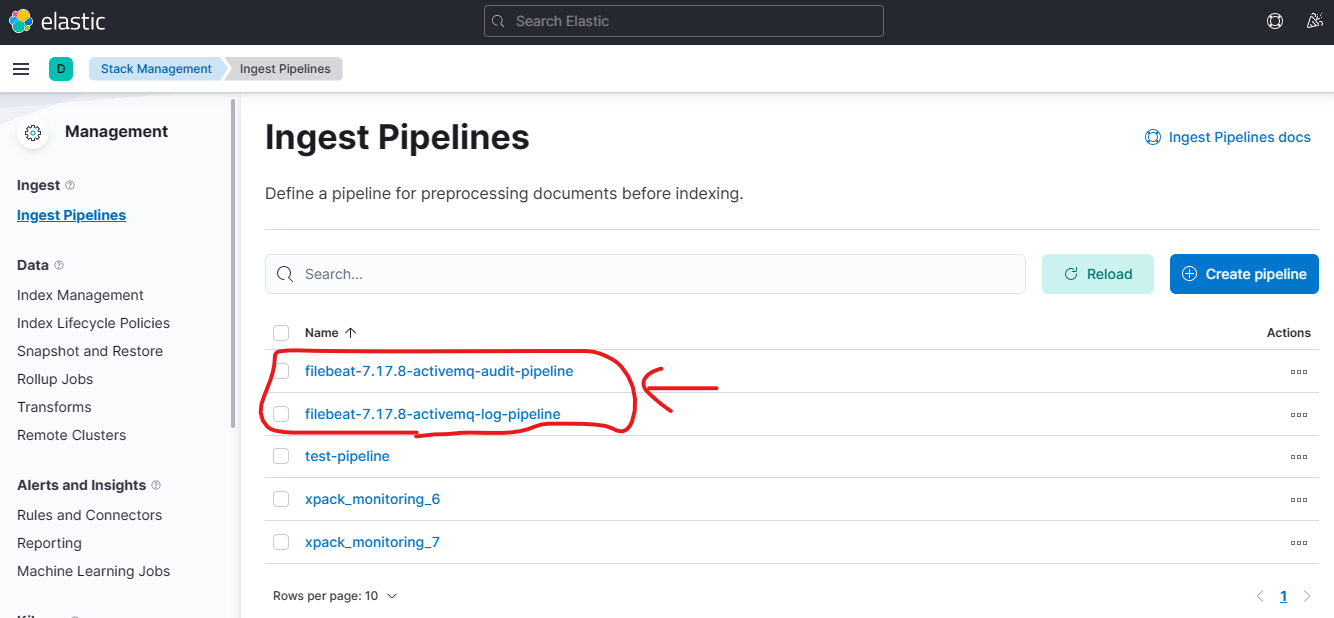 elastic
Search Elastic
D
Stack Management
Ingest Pipelines
Management
Ingest
Ingest Pipelines
Data
Index Management
Index Lifecycle Policies
Snapshot and Restore
Rollup Jobs
Transforms
Remote Clusters
Alerts and Insights
Rules and Connectors
Reporting
Machine Learning Jobs
Ingest Pipelines
Ingest Pipelines docs
Define a pipeline for preprocessing documents before indexing.
Search...
Reload
Create pipeline
Name
Actions
filebeat-7.17.8-activemq-audit-pipeline
filebeat-7.17.8-activemq-log-pipeline
test-pipeline
xpack_monitoring_6
xpack_monitoring_7
Rows per page: 10
1